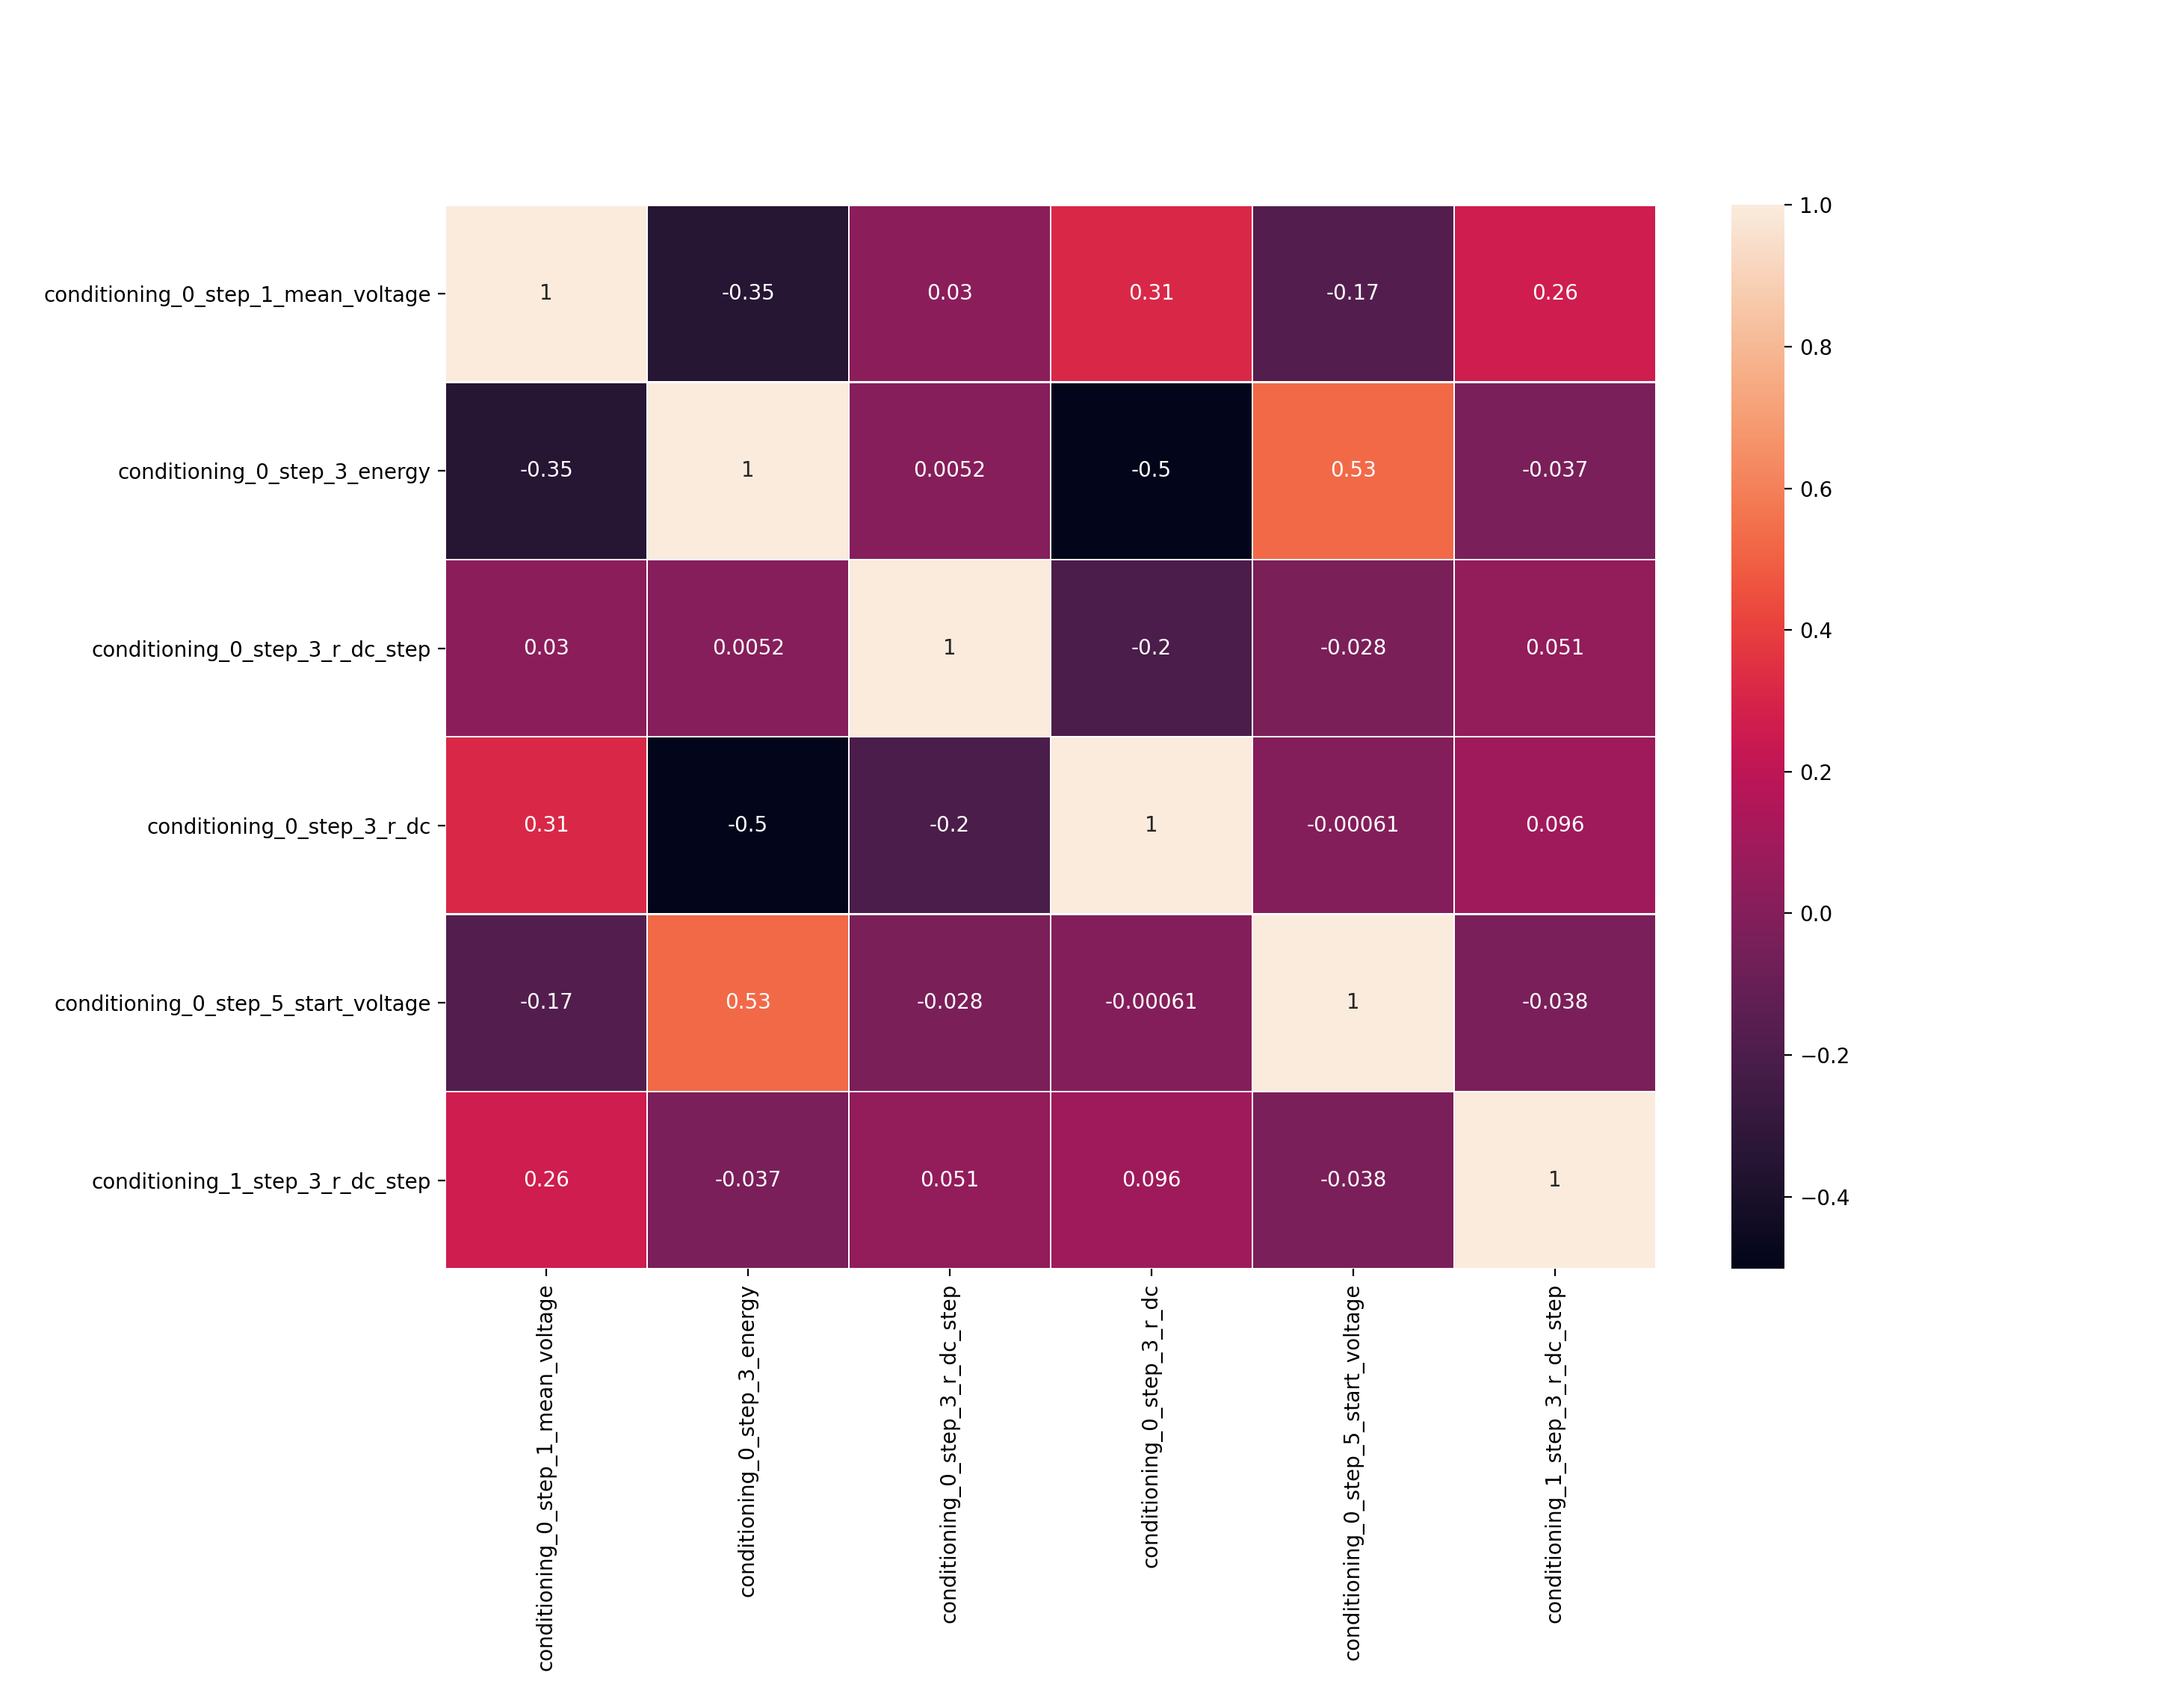 conditioning_0_step_1_mean_voltage 1 -0.35 0.03 0.31 -0.17 0.26
conditioning_0_step_3_energy -0.35 1 0.0052 -0.5 0.53 -0.037
conditioning_0_step_3_r_dc_step 0.03 0.0052 1 -0.2 -0.028 0.051
conditioning_0_step_3_r_dc 0.31 -0.5 -0.2 1 -0.00061 0.096
conditioning_0_step_5_start_voltage -0.17 0.53 -0.028 -0.00061 1 -0.038
conditioning_1_step_3_r_dc_step 0.26 -0.037 0.051 0.096 -0.038 1
conditioning_0_step_1_mean_voltage
conditioning_0_step_3_energy
conditioning_0_step_3_r_dc_step
conditioning_0_step_3_r_dc
conditioning_0_step_5_start_voltage
conditioning_1_step_3_r_dc_step
1.0
0.8
0.6
0.4
0.2
0.0
−0.2
−0.4